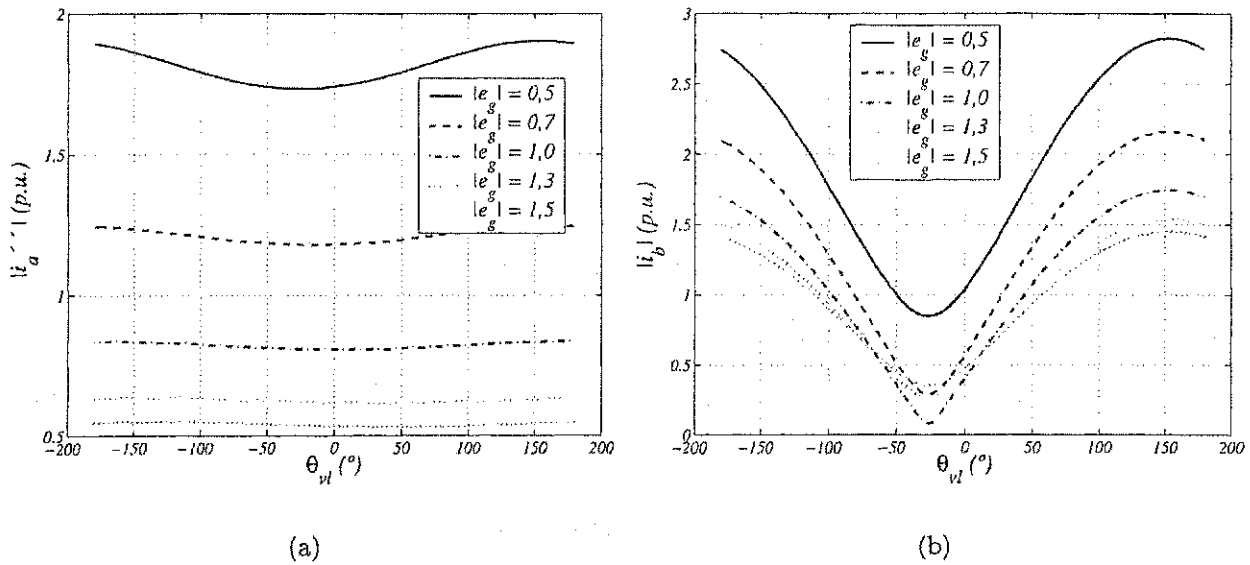 2
1.5
1
0.5
|i_a´´| (p.u.)
−200 −150 −100 −50 0 50 100 150 200
θ_vl (º)
|e_g| = 0,5
|e_g| = 0,7
|e_g| = 1,0
|e_g| = 1,3
|e_g| = 1,5
(a)
3
2.5
2
1.5
1
0.5
0
|i_b| (p.u.)
−200 −150 −100 −50 0 50 100 150 200
θ_vl (º)
|e_g| = 0,5
|e_g| = 0,7
|e_g| = 1,0
|e_g| = 1,3
|e_g| = 1,5
(b)